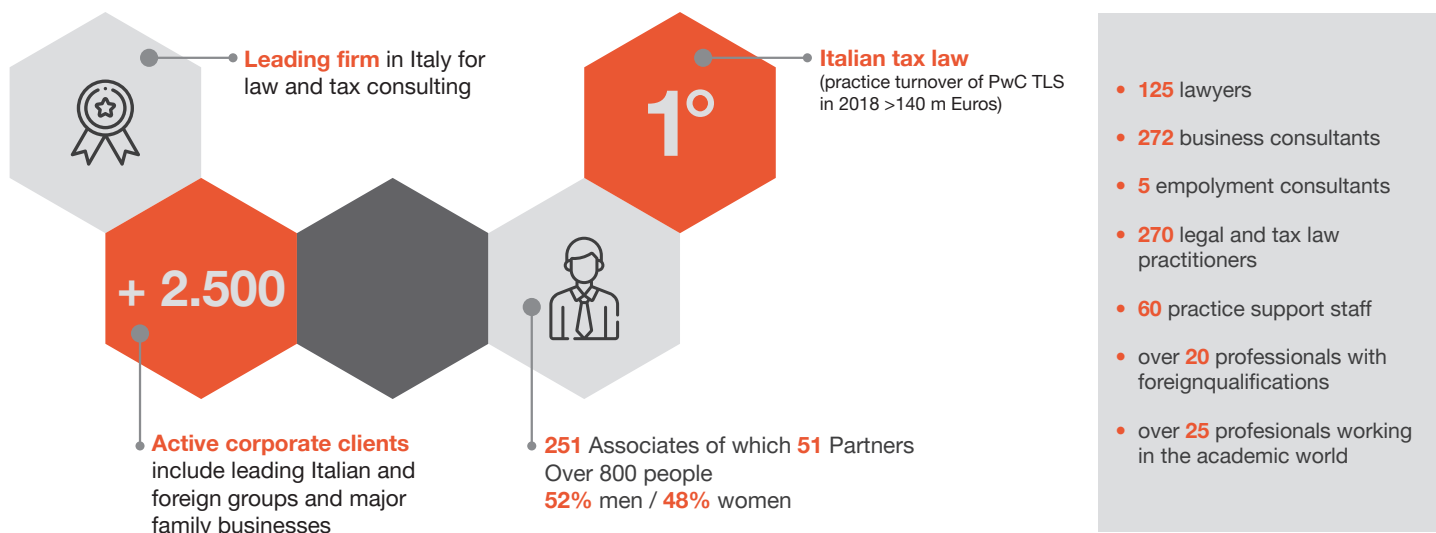 Leading firm in Italy for
law and tax consulting
1°
Italian tax law
(practice turnover of PwC TLS
in 2018 >140 m Euros)
+ 2.500
Active corporate clients
include leading Italian and
foreign groups and major
family businesses
251 Associates of which 51 Partners
Over 800 people
52% men / 48% women
• 125 lawyers
• 272 business consultants
• 5 empolyment consultants
• 270 legal and tax law
practitioners
• 60 practice support staff
• over 20 professionals with
foreignqualifications
• over 25 profesionals working
in the academic world